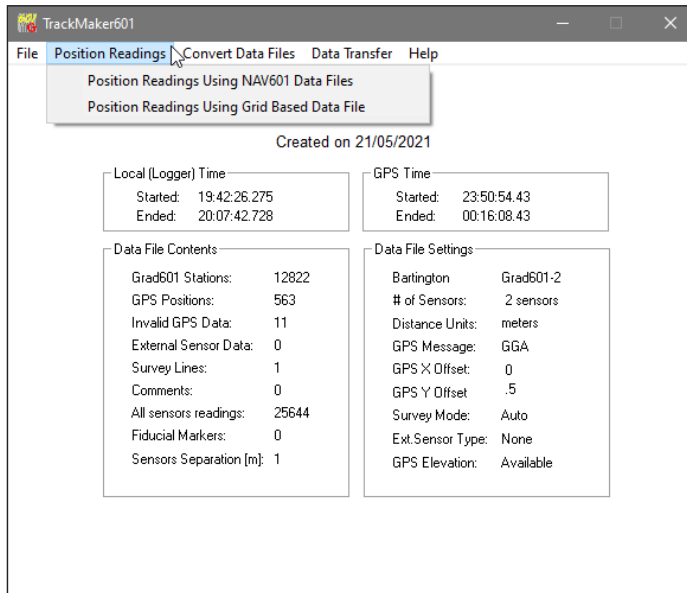 TrackMaker601
File Position Readings Convert Data Files Data Transfer Help
Position Readings Using NAV601 Data Files
Position Readings Using Grid Based Data File
Created on 21/05/2021
Local (Logger) Time
Started: 19:42:26.275
Ended: 20:07:42.728
GPS Time
Started: 23:50:54.43
Ended: 00:16:08.43
Data File Contents
Grad601 Stations: 12822
GPS Positions: 563
Invalid GPS Data: 11
External Sensor Data: 0
Survey Lines: 1
Comments: 0
All sensors readings: 25644
Fiducial Markers: 0
Sensors Separation [m]: 1
Data File Settings
Bartington Grad601-2
# of Sensors: 2 sensors
Distance Units: meters
GPS Message: GGA
GPS X Offset: 0
GPS Y Offset .5
Survey Mode: Auto
Ext.Sensor Type: None
GPS Elevation: Available